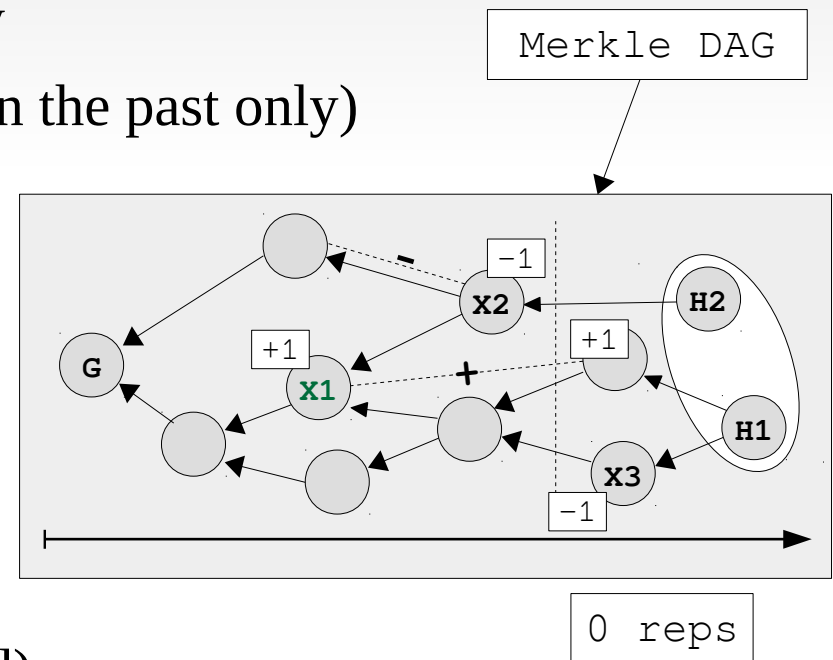 Merkle DAG
n the past only)
-
−1
X2
H2
+1
+1
G
X1
+
H1
X3
−1
0 reps
d)